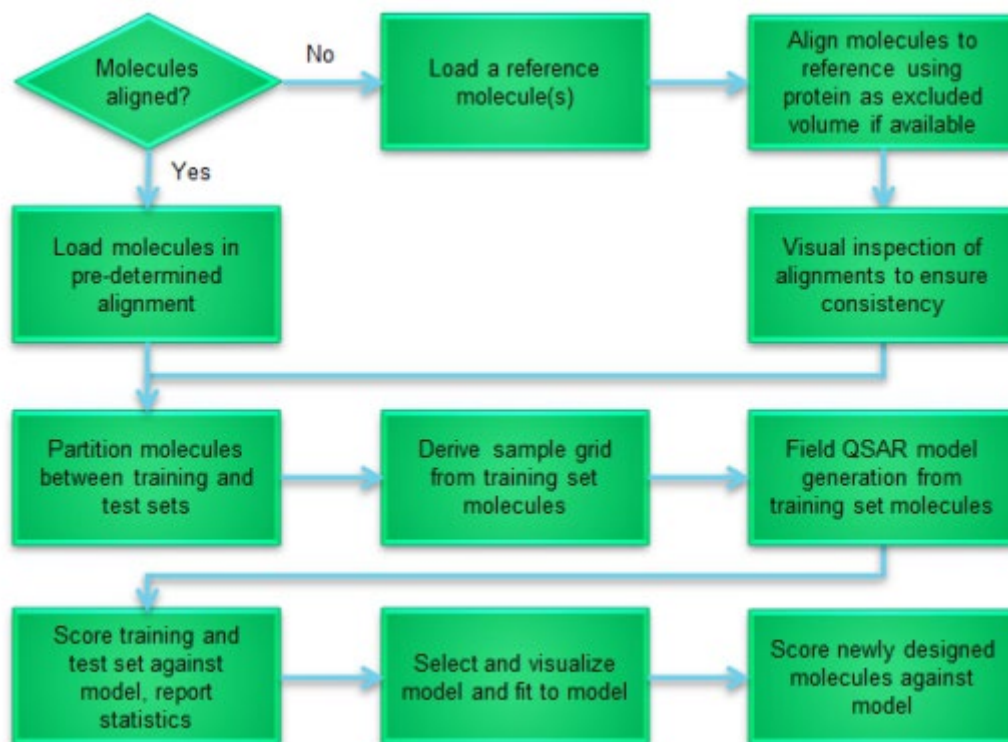 Molecules
aligned?
No
Load a reference
molecule(s)
Align molecules to
reference using
protein as excluded
volume if available
Yes
Load molecules in
pre-determined
alignment
Visual inspection of
alignments to ensure
consistency
Partition molecules
between training and
test sets
Derive sample grid
from training set
molecules
Field QSAR model
generation from
training set molecules
Score training and
test set against
model, report
statistics
Select and visualize
model and fit to model
Score newly designed
molecules against
model